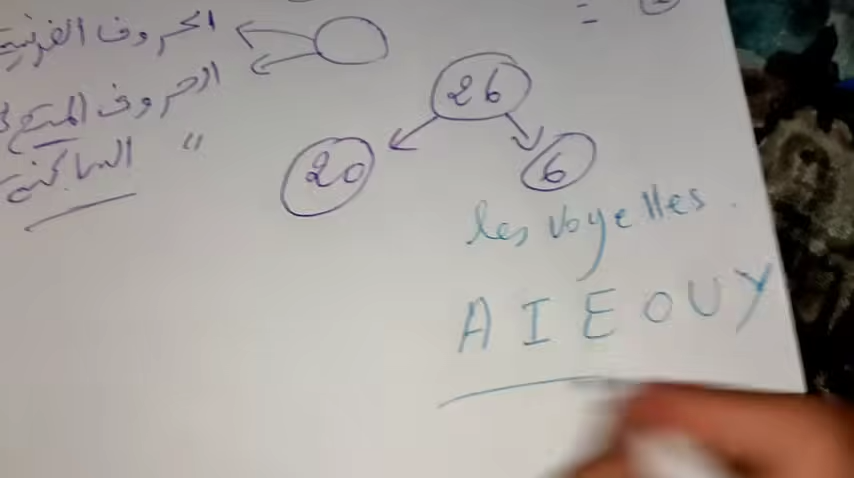 الحروف الفرنسية
26
الحروف المتحركة
20
6
" الساكنة
les voyelles.
A I E O U Y